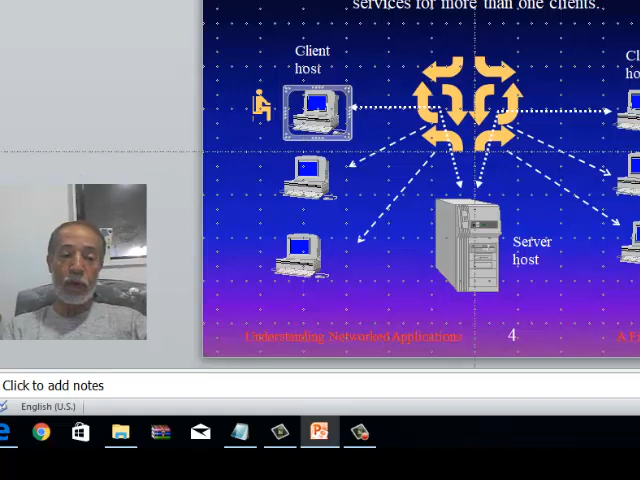 services for more than one clients.
Client
host
Server
host
Understanding Networked Applications
4
Click to add notes
English (U.S.)